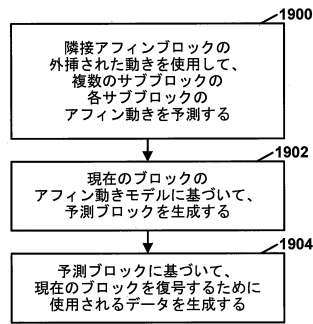 1900
隣接アフィンブロックの
外挿された動きを使用して、
複数のサブブロックの
各サブブロックの
アフィン動きを予測する
1902
現在のブロックの
アフィン動きモデルに基づいて、
予測ブロックを生成する
1904
予測ブロックに基づいて、
現在のブロックを復号するために
使用されるデータを生成する